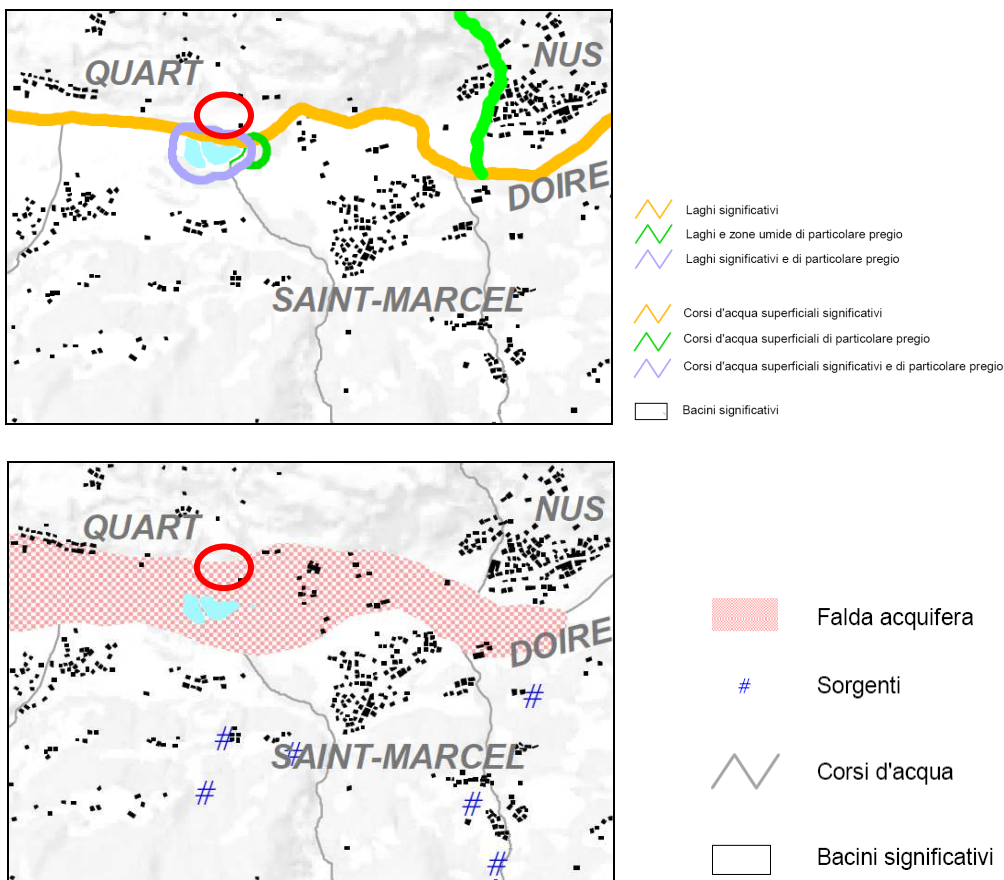 QUART
NUS
DOIRE
SAINT-MARCEL
Laghi significativi
Laghi e zone umide di particolare pregio
Laghi significativi e di particolare pregio
Corsi d'acqua superficiali significativi
Corsi d'acqua superficiali di particolare pregio
Corsi d'acqua superficiali significativi e di particolare pregio
Bacini significativi
QUART
NUS
DOIRE
SAINT-MARCEL
Falda acquifera
# Sorgenti
Corsi d'acqua
Bacini significativi